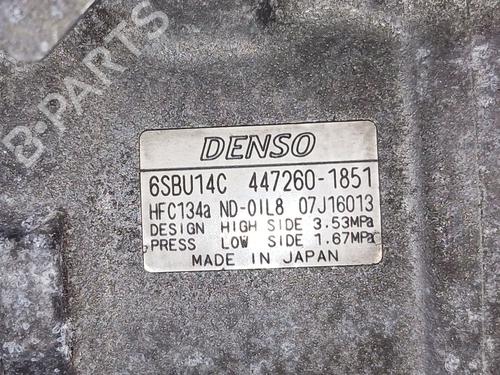 B-PARTS
DENSO
6SBU14C 447260-1851
HFC134a ND-OIL8 07J16013
DESIGN HIGH SIDE 3.53MPa
PRESS LOW SIDE 1.67MPa
MADE IN JAPAN